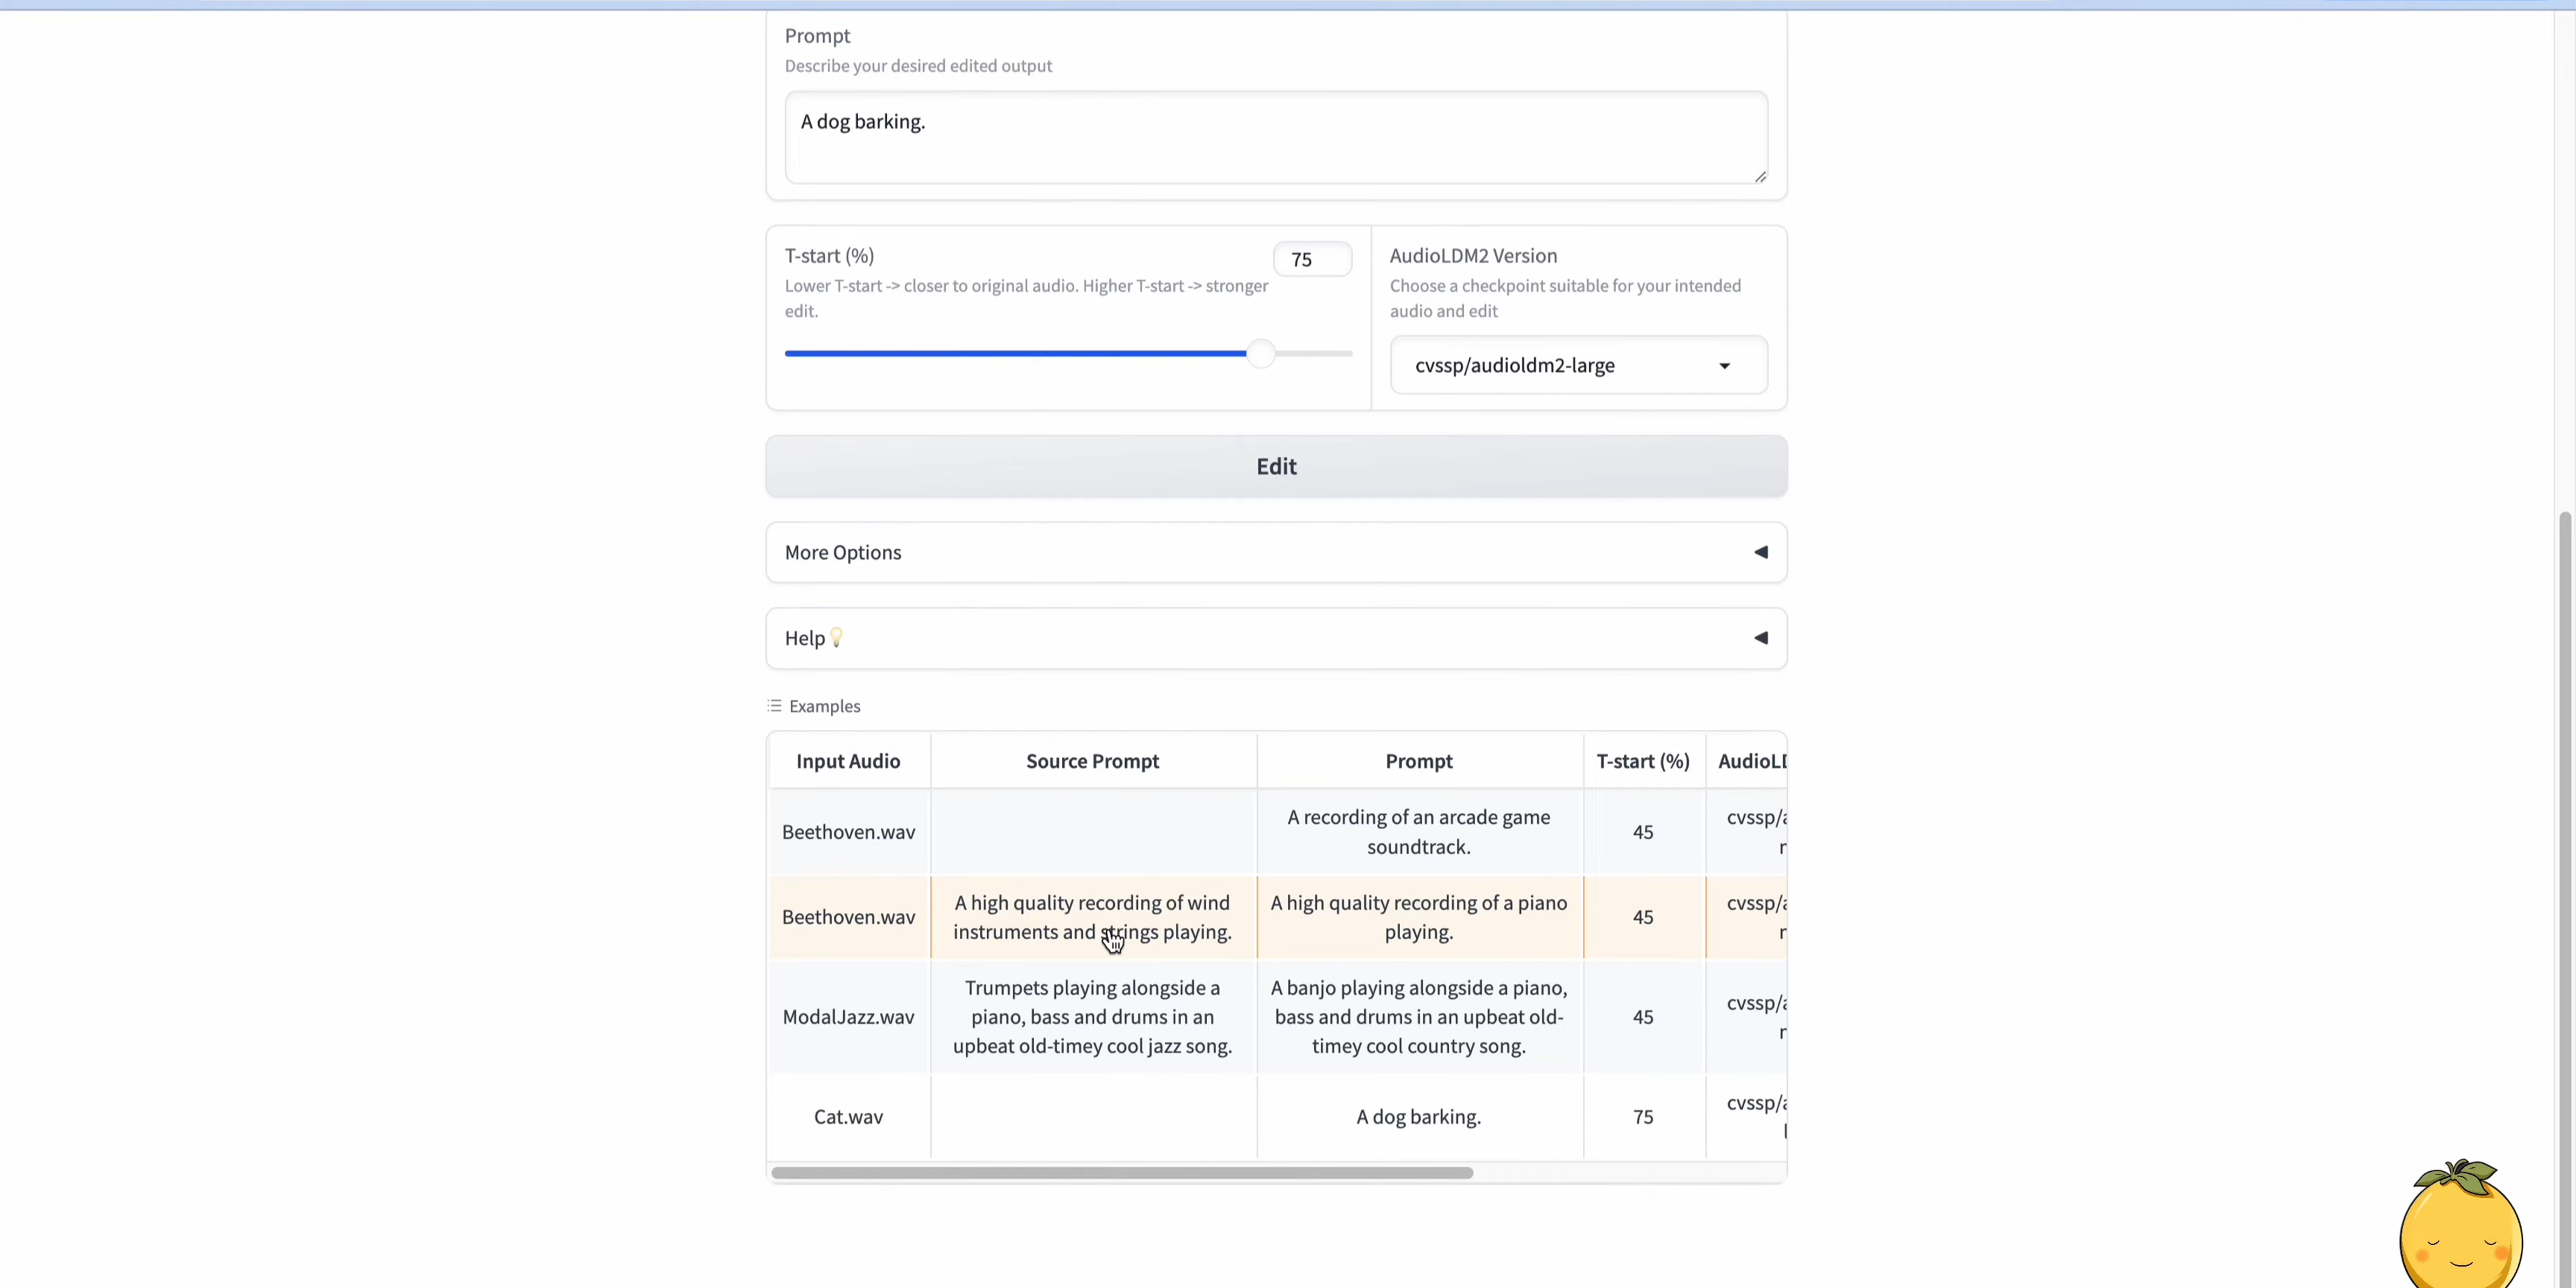 Prompt
Describe your desired edited output
A dog barking.
T-start (%)
75
Lower T-start -> closer to original audio. Higher T-start -> stronger
edit.
AudioLDM2 Version
Choose a checkpoint suitable for your intended
audio and edit
cvssp/audioldm2-large
Edit
More Options
Help
Examples
Input Audio
Source Prompt
Prompt
T-start (%)
Beethoven.wav
A recording of an arcade game
soundtrack.
45
cvssp/
Beethoven.wav
A high quality recording of wind
instruments and strings playing.
A high quality recording of a piano
playing.
45
cvssp/
ModalJazz.wav
Trumpets playing alongside a
piano, bass and drums in an
upbeat old-timey cool jazz song.
A banjo playing alongside a piano,
bass and drums in an upbeat old-
timey cool country song.
45
cvssp/
Cat.wav
A dog barking.
75
cvssp/